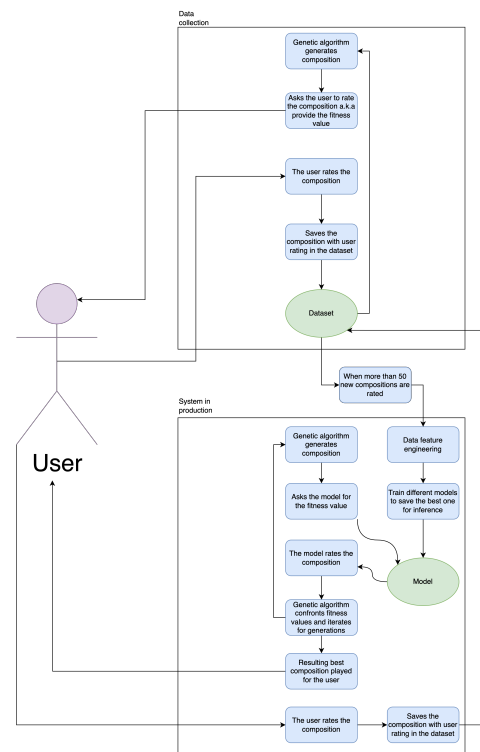 Data
collection
Genetic algorithm
generates
composition
Asks the user to rate
the composition a.k.a
provide the fitness
value
The user rates the
composition
Saves the
composition with user
rating in the dataset
Dataset
When more than 50
new compositions are
rated
System in
production
User
Genetic algorithm
generates
composition
Data feature
engineering
Asks the model for
the fitness value
Train different models
to save the best one
for inference
The model rates the
composition
Model
Genetic algorithm
confronts fitness
values and iterates
for generations
Resulting best
composition played
for the user
The user rates the
composition
Saves the
composition with user
rating in the dataset